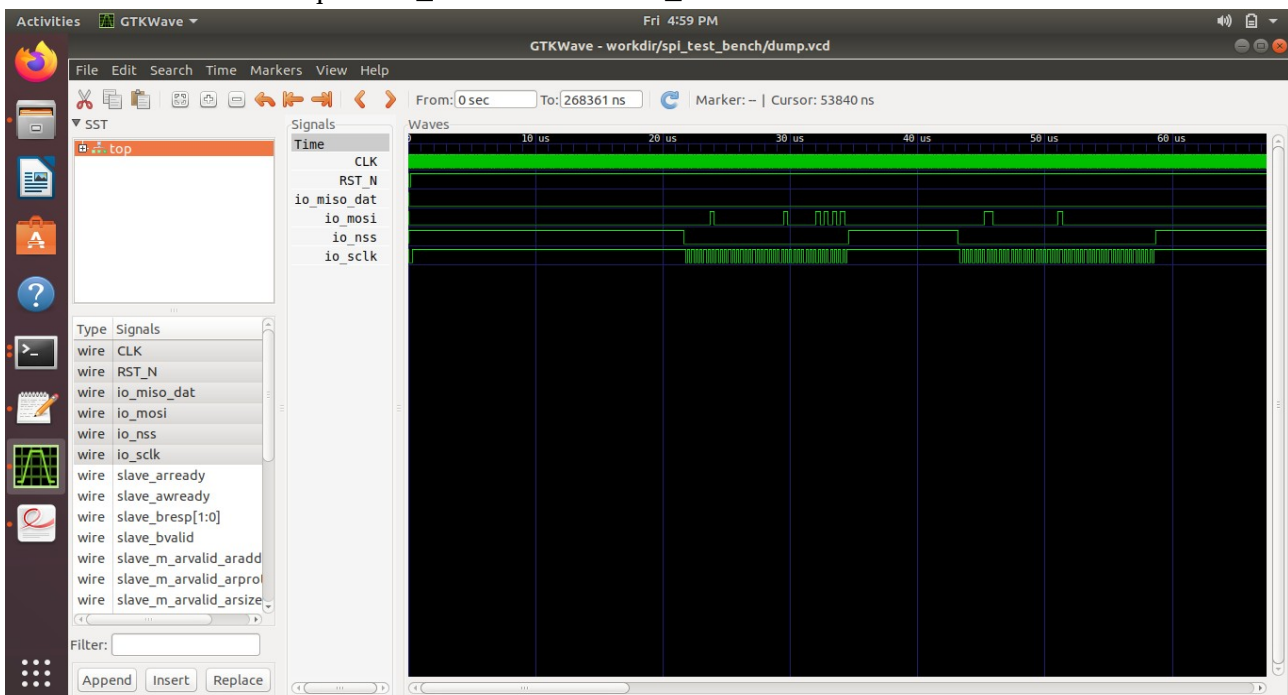 Activities GTKWave Fri 4:59 PM
GTKWave - workdir/spi_test_bench/dump.vcd
File Edit Search Time Markers View Help
From: 0 sec To: 268361 ns Marker: -- | Cursor: 53840 ns
SST
top
Type Signals
wire CLK
wire RST_N
wire io_miso_dat
wire io_mosi
wire io_nss
wire io_sclk
wire slave_arready
wire slave_awready
wire slave_bresp[1:0]
wire slave_bvalid
wire slave_m_arvalid_aradd
wire slave_m_arvalid_arpro
wire slave_m_arvalid_arsize
Filter:
Append Insert Replace
Signals
Time
CLK
RST_N
io_miso_dat
io_mosi
io_nss
io_sclk
Waves
10 us 20 us 30 us 40 us 50 us 60 us